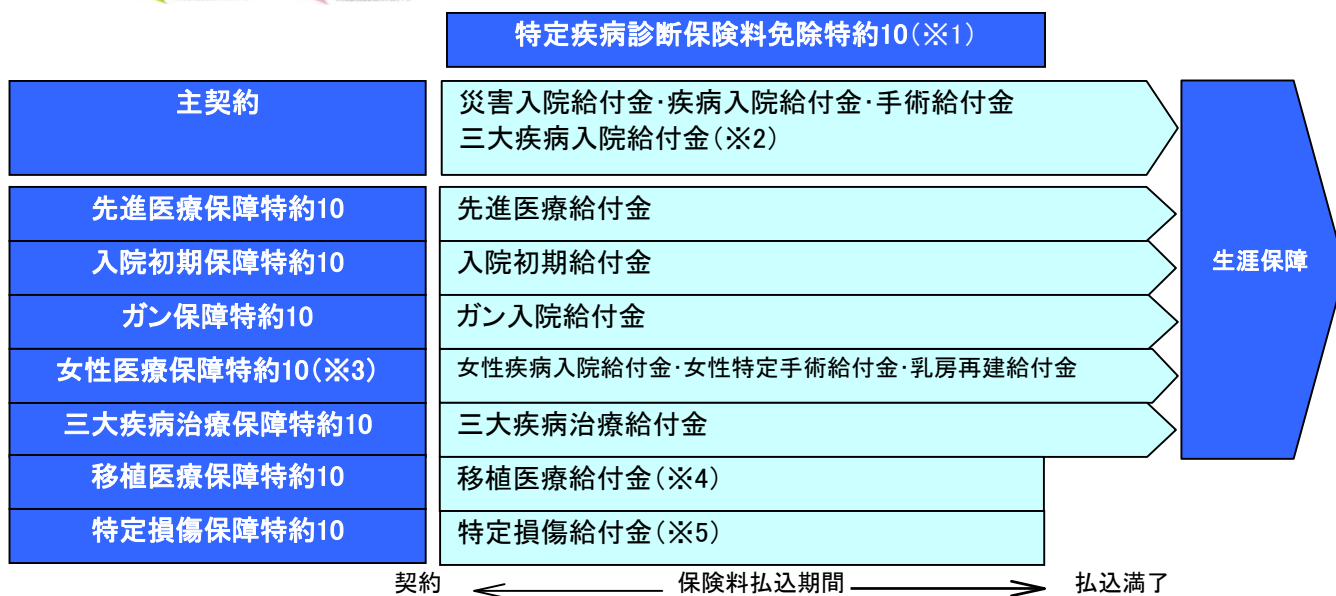 特定疾病診断保険料免除特約10(※1)
主契約
災害入院給付金・疾病入院給付金・手術給付金
三大疾病入院給付金(※2)
先進医療保障特約10
先進医療給付金
入院初期保障特約10
入院初期給付金
生涯保障
ガン保障特約10
ガン入院給付金
女性医療保障特約10(※3)
女性疾病入院給付金・女性特定手術給付金・乳房再建給付金
三大疾病治療保障特約10
三大疾病治療給付金
移植医療保障特約10
移植医療給付金(※4)
特定損傷保障特約10
特定損傷給付金(※5)
契約
保険料払込期間
払込満了